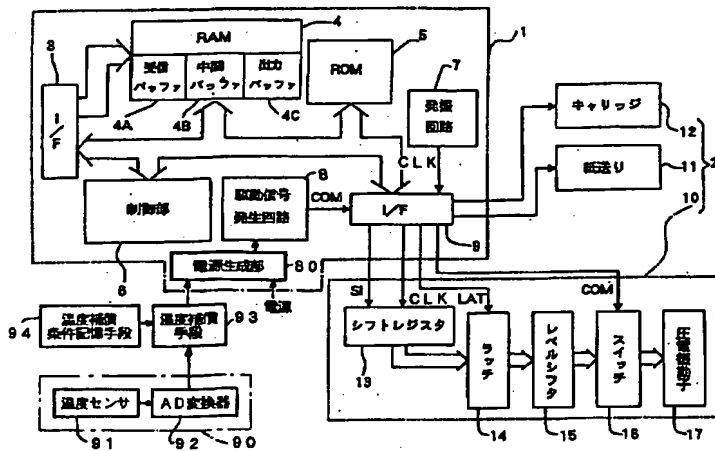 4
5
1
RAM
受信
バッファ
中間
バッファ
出力
バッファ
4A
4B
4C
ROM
7
発振
回路
3
I
/F
CLK
キャリッジ
12
2
紙送り
11
10
制御部
6
8
駆動信号
発生回路
COM
I/F
9
電源生成部
80
電源
SI
CLK
LAT
COM
94
温度補償
条件記憶手段
温度補償
手段
93
シフトレジスタ
13
ラッチ
14
レベルシフタ
15
スイッチ
16
圧電振動子
17
温度センサ
91
AD変換器
92
90